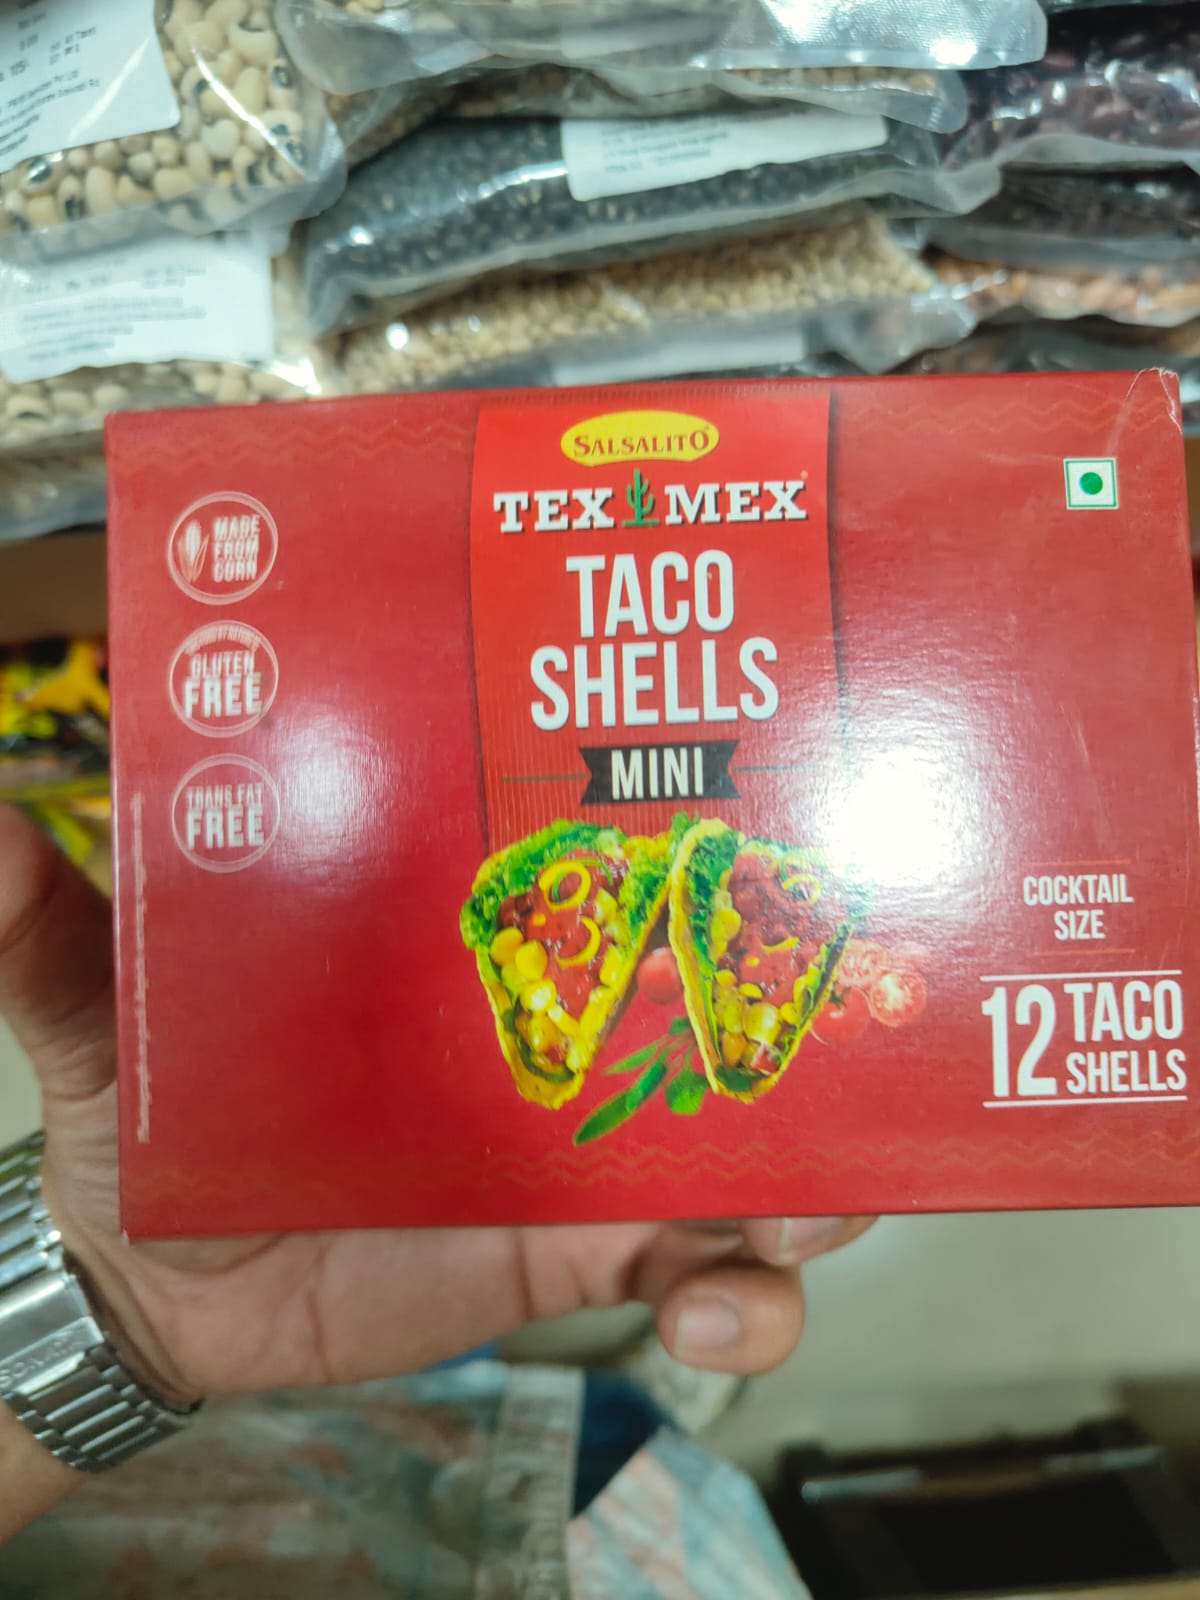 SALSALITO
TEX MEX
TACO
SHELLS
MINI
MADE
FROM
CORN
GLUTEN
FREE
TRANS FAT
FREE
COCKTAIL
SIZE
12 TACO
SHELLS